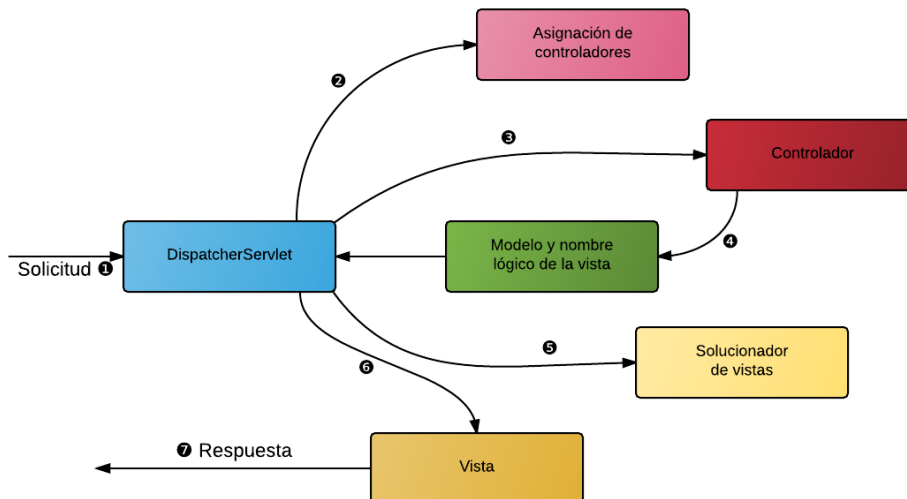 Asignación de
controladores
❷
❸
Controlador
DispatcherServlet
Modelo y nombre
lógico de la vista
❹
Solicitud ❶
❺
Solucionador
de vistas
❻
❼ Respuesta
Vista